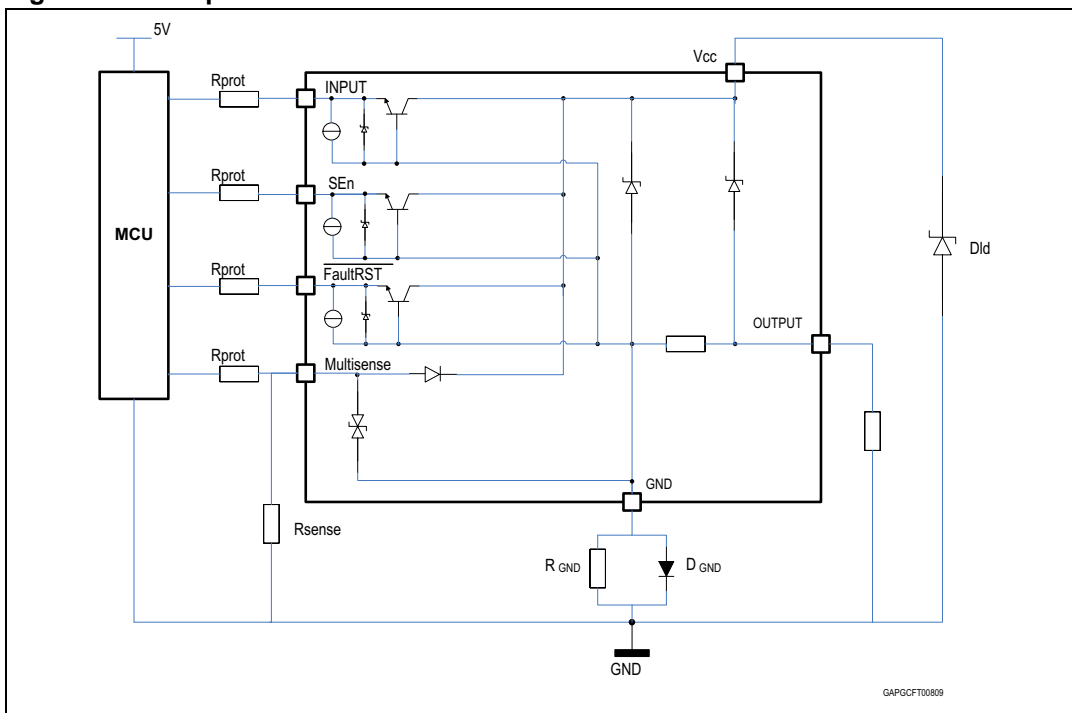 5V
Vcc
Rprot
INPUT
Rprot
SEn
MCU
Dld
Rprot
FaultRST
OUTPUT
Rprot
Multisense
GND
Rsense
R GND
D GND
GND
GAPGCFT00809